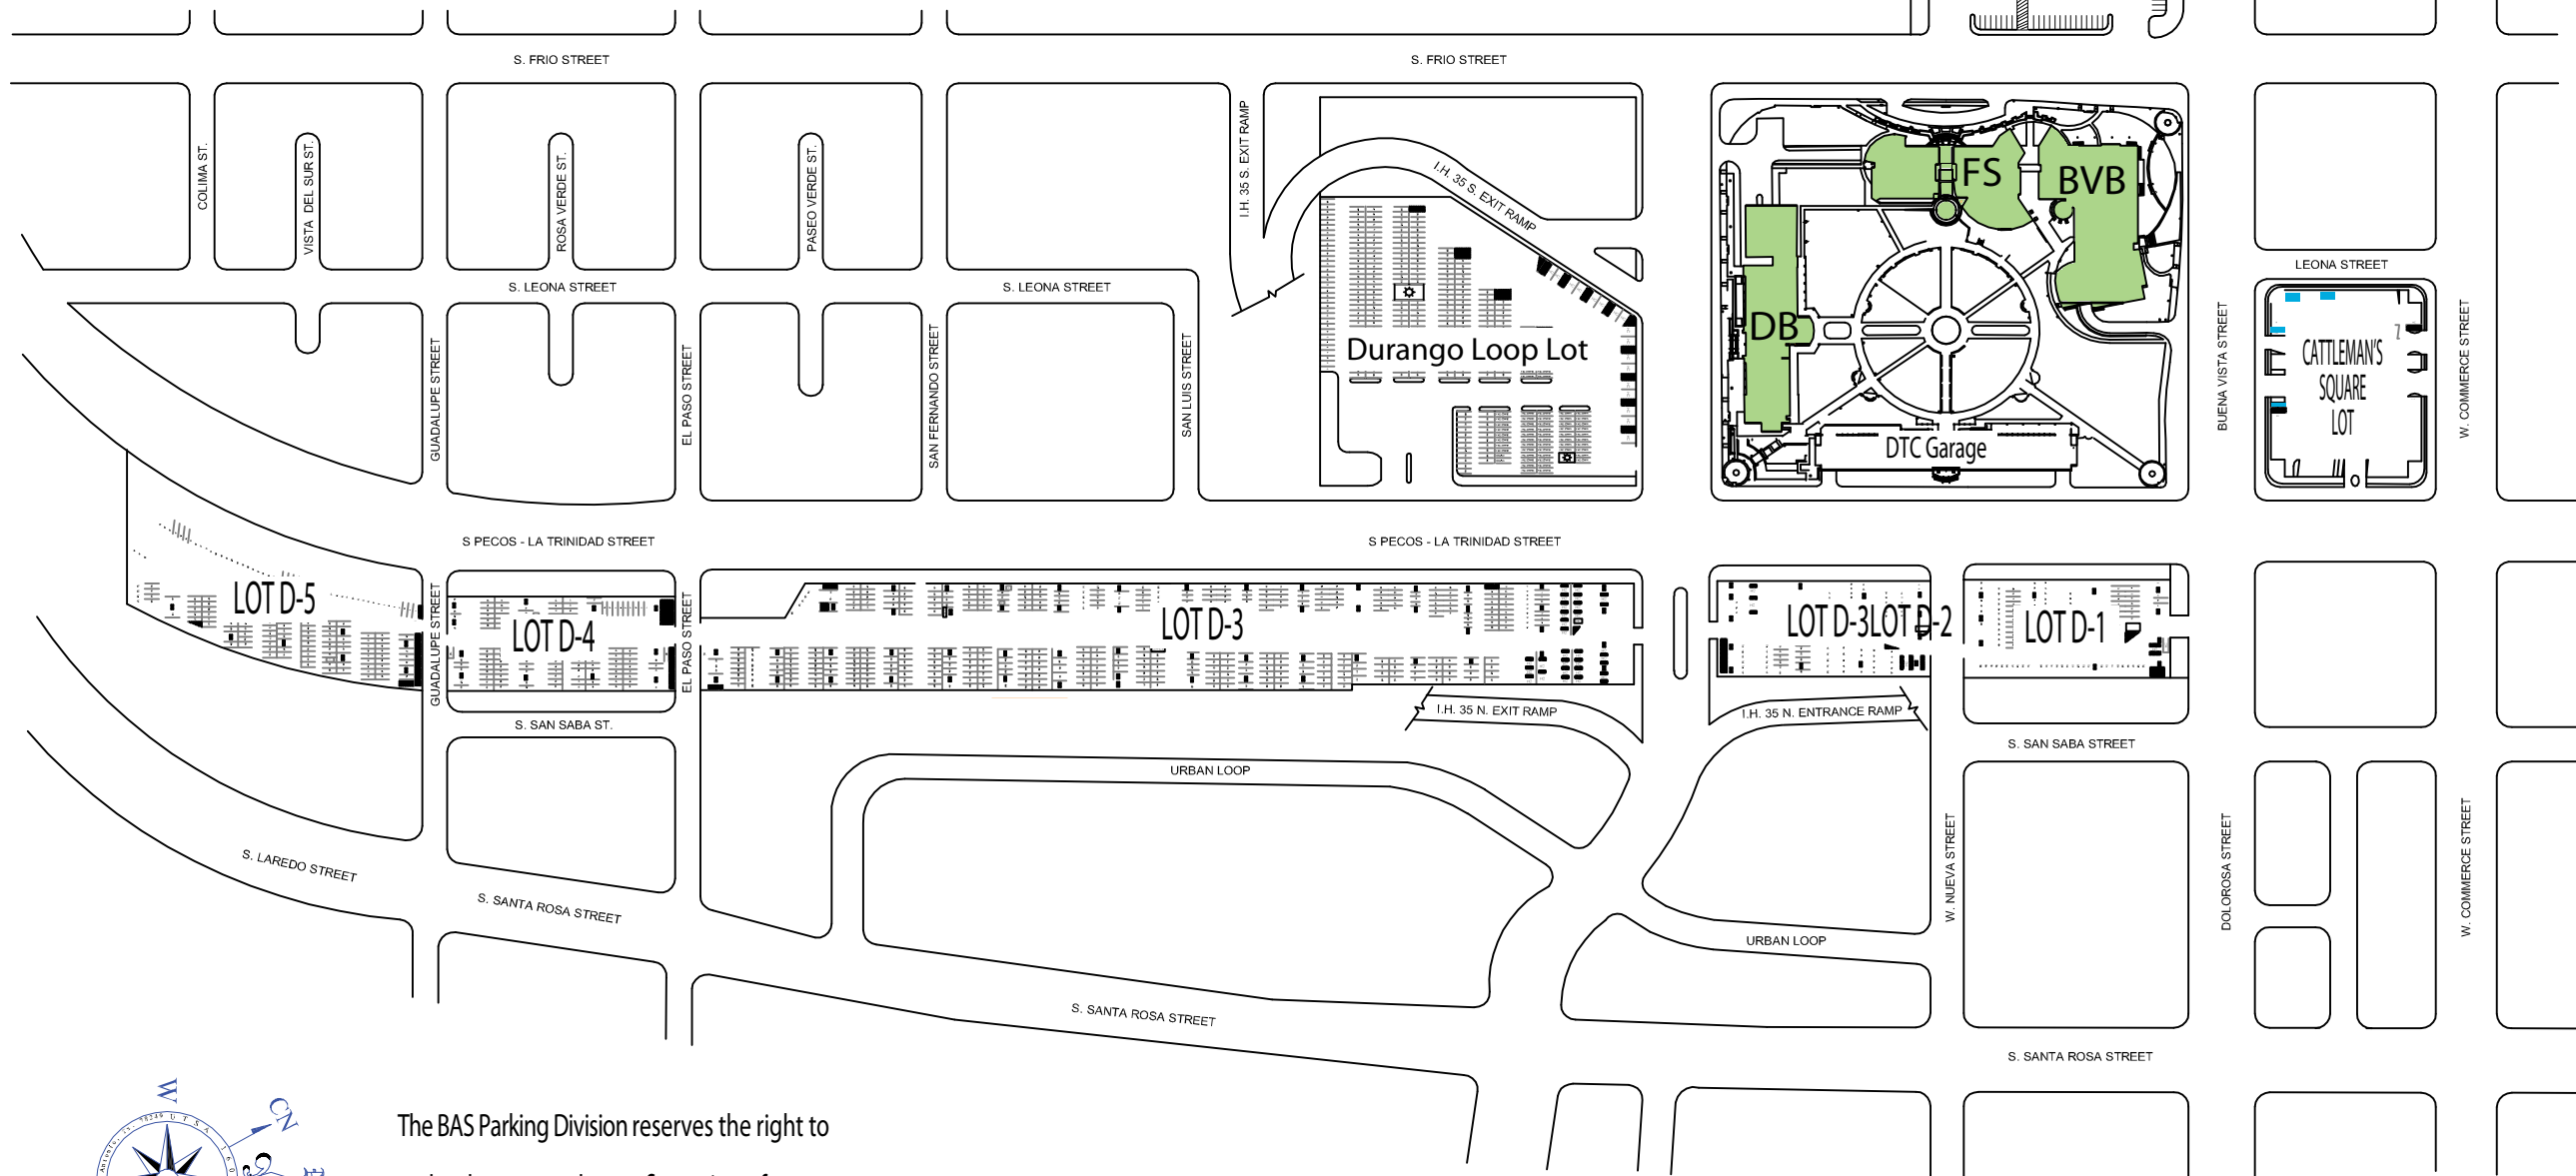 S. FRIO STREET
S. FRIO STREET
COLIMA ST.
VISTA DEL SUR ST.
ROSA VERDE ST.
PASEO VERDE ST.
I.H. 35 S. EXIT RAMP
I.H. 35 S. EXIT RAMP
FS
BVB
DB
DTC Garage
Durango Loop Lot
S. LEONA STREET
S. LEONA STREET
LEONA STREET
GUADALUPE STREET
EL PASO STREET
SAN FERNANDO STREET
SAN LUIS STREET
BUENA VISTA STREET
CATTLEMAN'S
SQUARE
LOT
W. COMMERCE STREET
S PECOS - LA TRINIDAD STREET
S PECOS - LA TRINIDAD STREET
LOT D-5
GUADALUPE STREET
LOT D-4
EL PASO STREET
LOT D-3
LOT D-3
LOT D-2
LOT D-1
S. SAN SABA ST.
I.H. 35 N. EXIT RAMP
I.H. 35 N. ENTRANCE RAMP
S. SAN SABA STREET
URBAN LOOP
S. LAREDO STREET
S. SANTA ROSA STREET
W. NUEVA STREET
DOLOROSA STREET
W. COMMERCE STREET
URBAN LOOP
S. SANTA ROSA STREET
S. SANTA ROSA STREET
W
CN
The BAS Parking Division reserves the right to